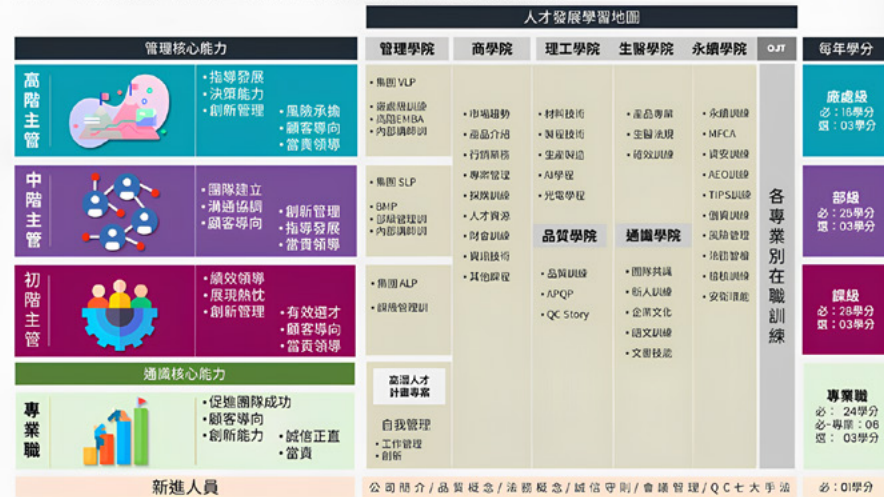 人才發展學習地圖
管理核心能力
管理學院
商學院
理工學院
生醫學院
永續學院
OJT
每年學分
高階主管
•指導發展
•決策能力
•創新管理
•風險承擔
•顧客導向
•當責領導
•集團 VLP
•廠處級訓練
•高階EMBA
•內部講師訓
•市場趨勢
•產品介紹
•行銷業務
•專案管理
•採購訓練
•人才資源
•財會訓練
•資訊技術
•其他課程
•材料技術
•製程技術
•生產製造
•AI學程
•光電學程
•產品專業
•生醫法規
•稽效訓練
•永續訓練
•MFCA
•資安訓練
•AEO訓練
•TIPS訓練
•個資訓練
•風險管理
•法務智權
•稽核訓練
•安衛環能
各專業別在職訓練
廠處級
必:16學分
選:03學分
中階主管
•團隊建立
•溝通協調
•顧客導向
•創新管理
•指導發展
•當責領導
•集團 SLP
•BMP
•部級管理訓
•內部講師訓
品質學院
•品質訓練
•APQP
•QC Story
通識學院
•團隊共識
•新人訓練
•企業文化
•語文訓練
•文書技能
部級
必:25學分
選:03學分
初階主管
•績效領導
•展現熱忱
•創新管理
•有效選才
•顧客導向
•當責領導
•集團 ALP
•課級管理訓
課級
必:28學分
選:03學分
通識核心能力
專業職
•促進團隊成功
•顧客導向
•創新能力
•誠信正直
•當責
高潛人才
計畫專案
自我管理
•工作管理
•創新
專業職
必: 24學分
必-專業:06
選: 03學分
新進人員
公司簡介/品質概念/法務概念/誠信守則/會議管理/QC七大手法
必:01學分